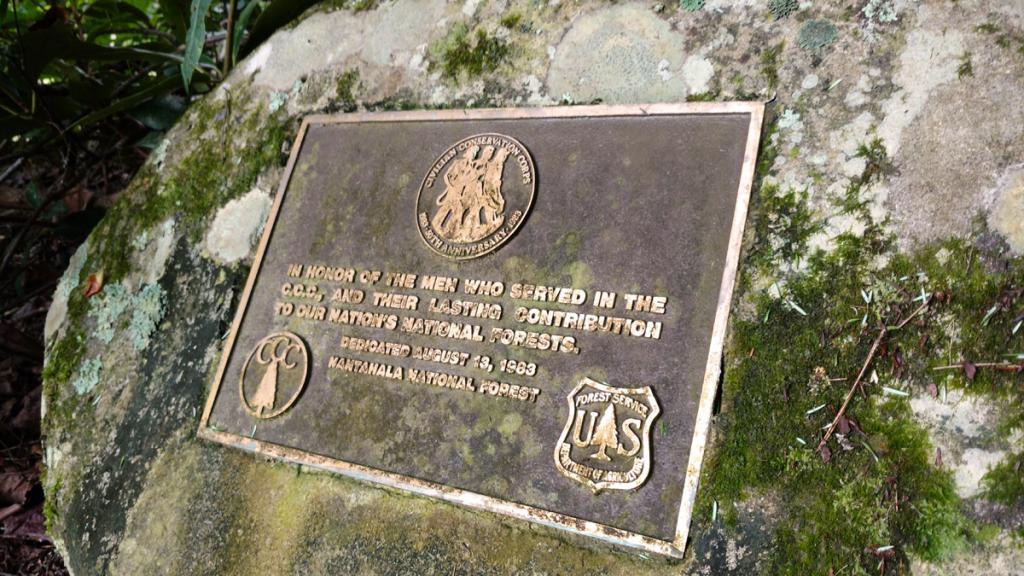 CIVILIAN CONSERVATION CORPS
50TH ANNIVERSARY
IN HONOR OF THE MEN WHO SERVED IN THE
C.C.C., AND THEIR LASTING CONTRIBUTION
TO OUR NATION'S NATIONAL FORESTS.
DEDICATED AUGUST 13, 1983
NANTAHALA NATIONAL FOREST
CCC
FOREST SERVICE
U S
DEPARTMENT OF AGRICULTURE